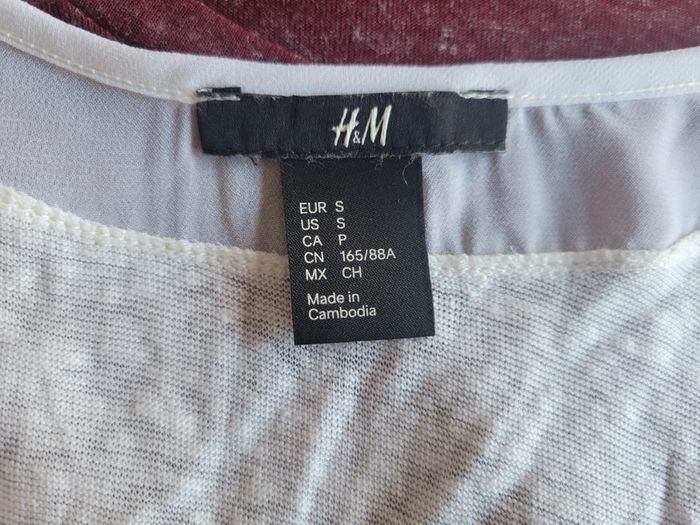 H&M
EUR S
US S
CA P
CN 165/88A
MX CH
Made in
Cambodia